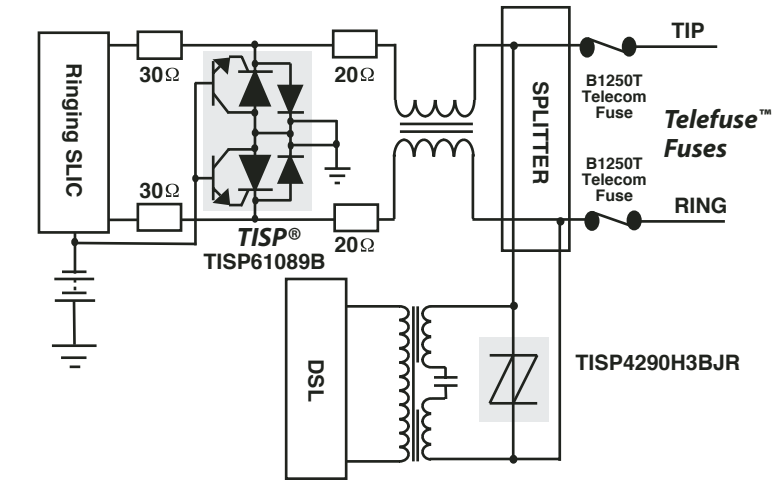 TIP
30Ω
20Ω
B1250T
Telecom
Fuse
Telefuse™
Fuses
Ringing SLIC
SPLITTER
B1250T
Telecom
Fuse
30Ω
RING
TISP®
20Ω
TISP61089B
DSL
TISP4290H3BJR